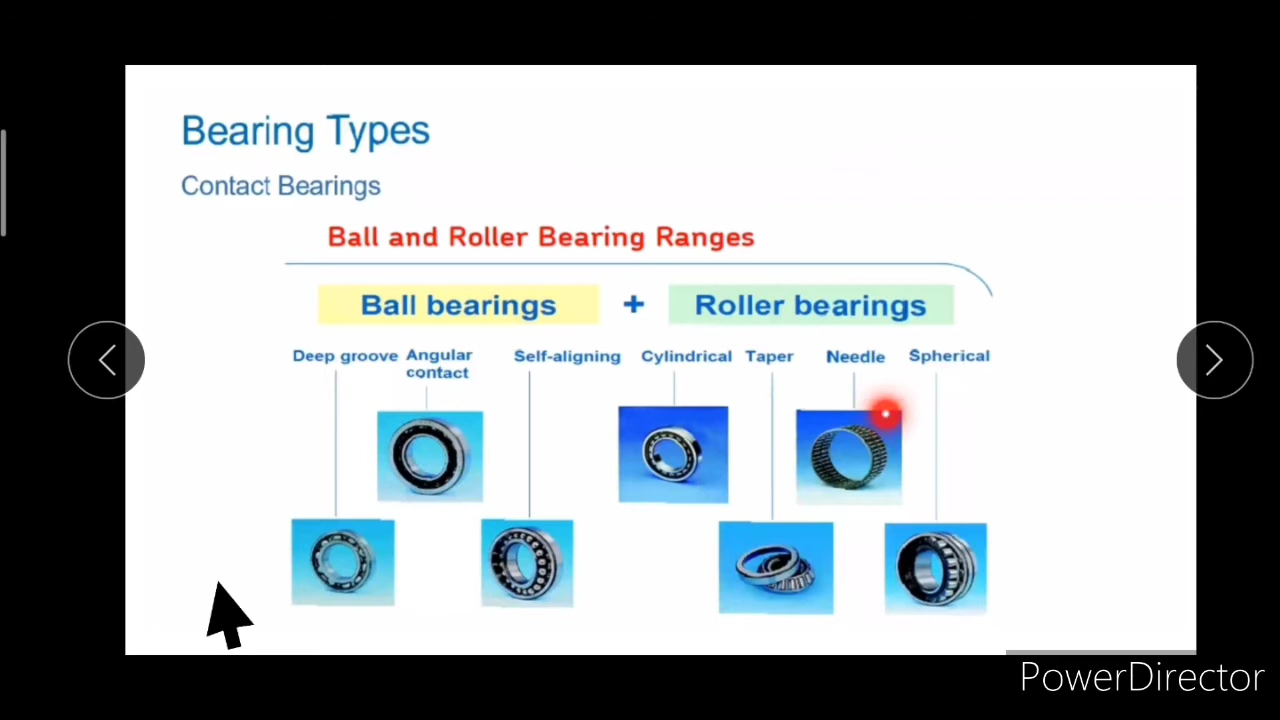 Bearing Types
Contact Bearings
Ball and Roller Bearing Ranges
Ball bearings + Roller bearings
Deep groove Angular contact Self-aligning Cylindrical Taper Needle Spherical
PowerDirector